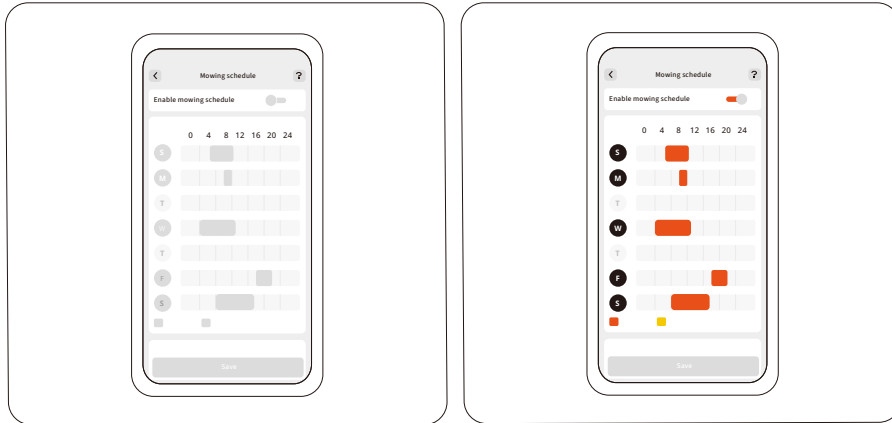 Mowing schedule ?
Enable mowing schedule
0 4 8 12 16 20 24
S
M
T
W
T
F
S
Save
Mowing schedule ?
Enable mowing schedule
0 4 8 12 16 20 24
S
M
T
W
T
F
S
Save